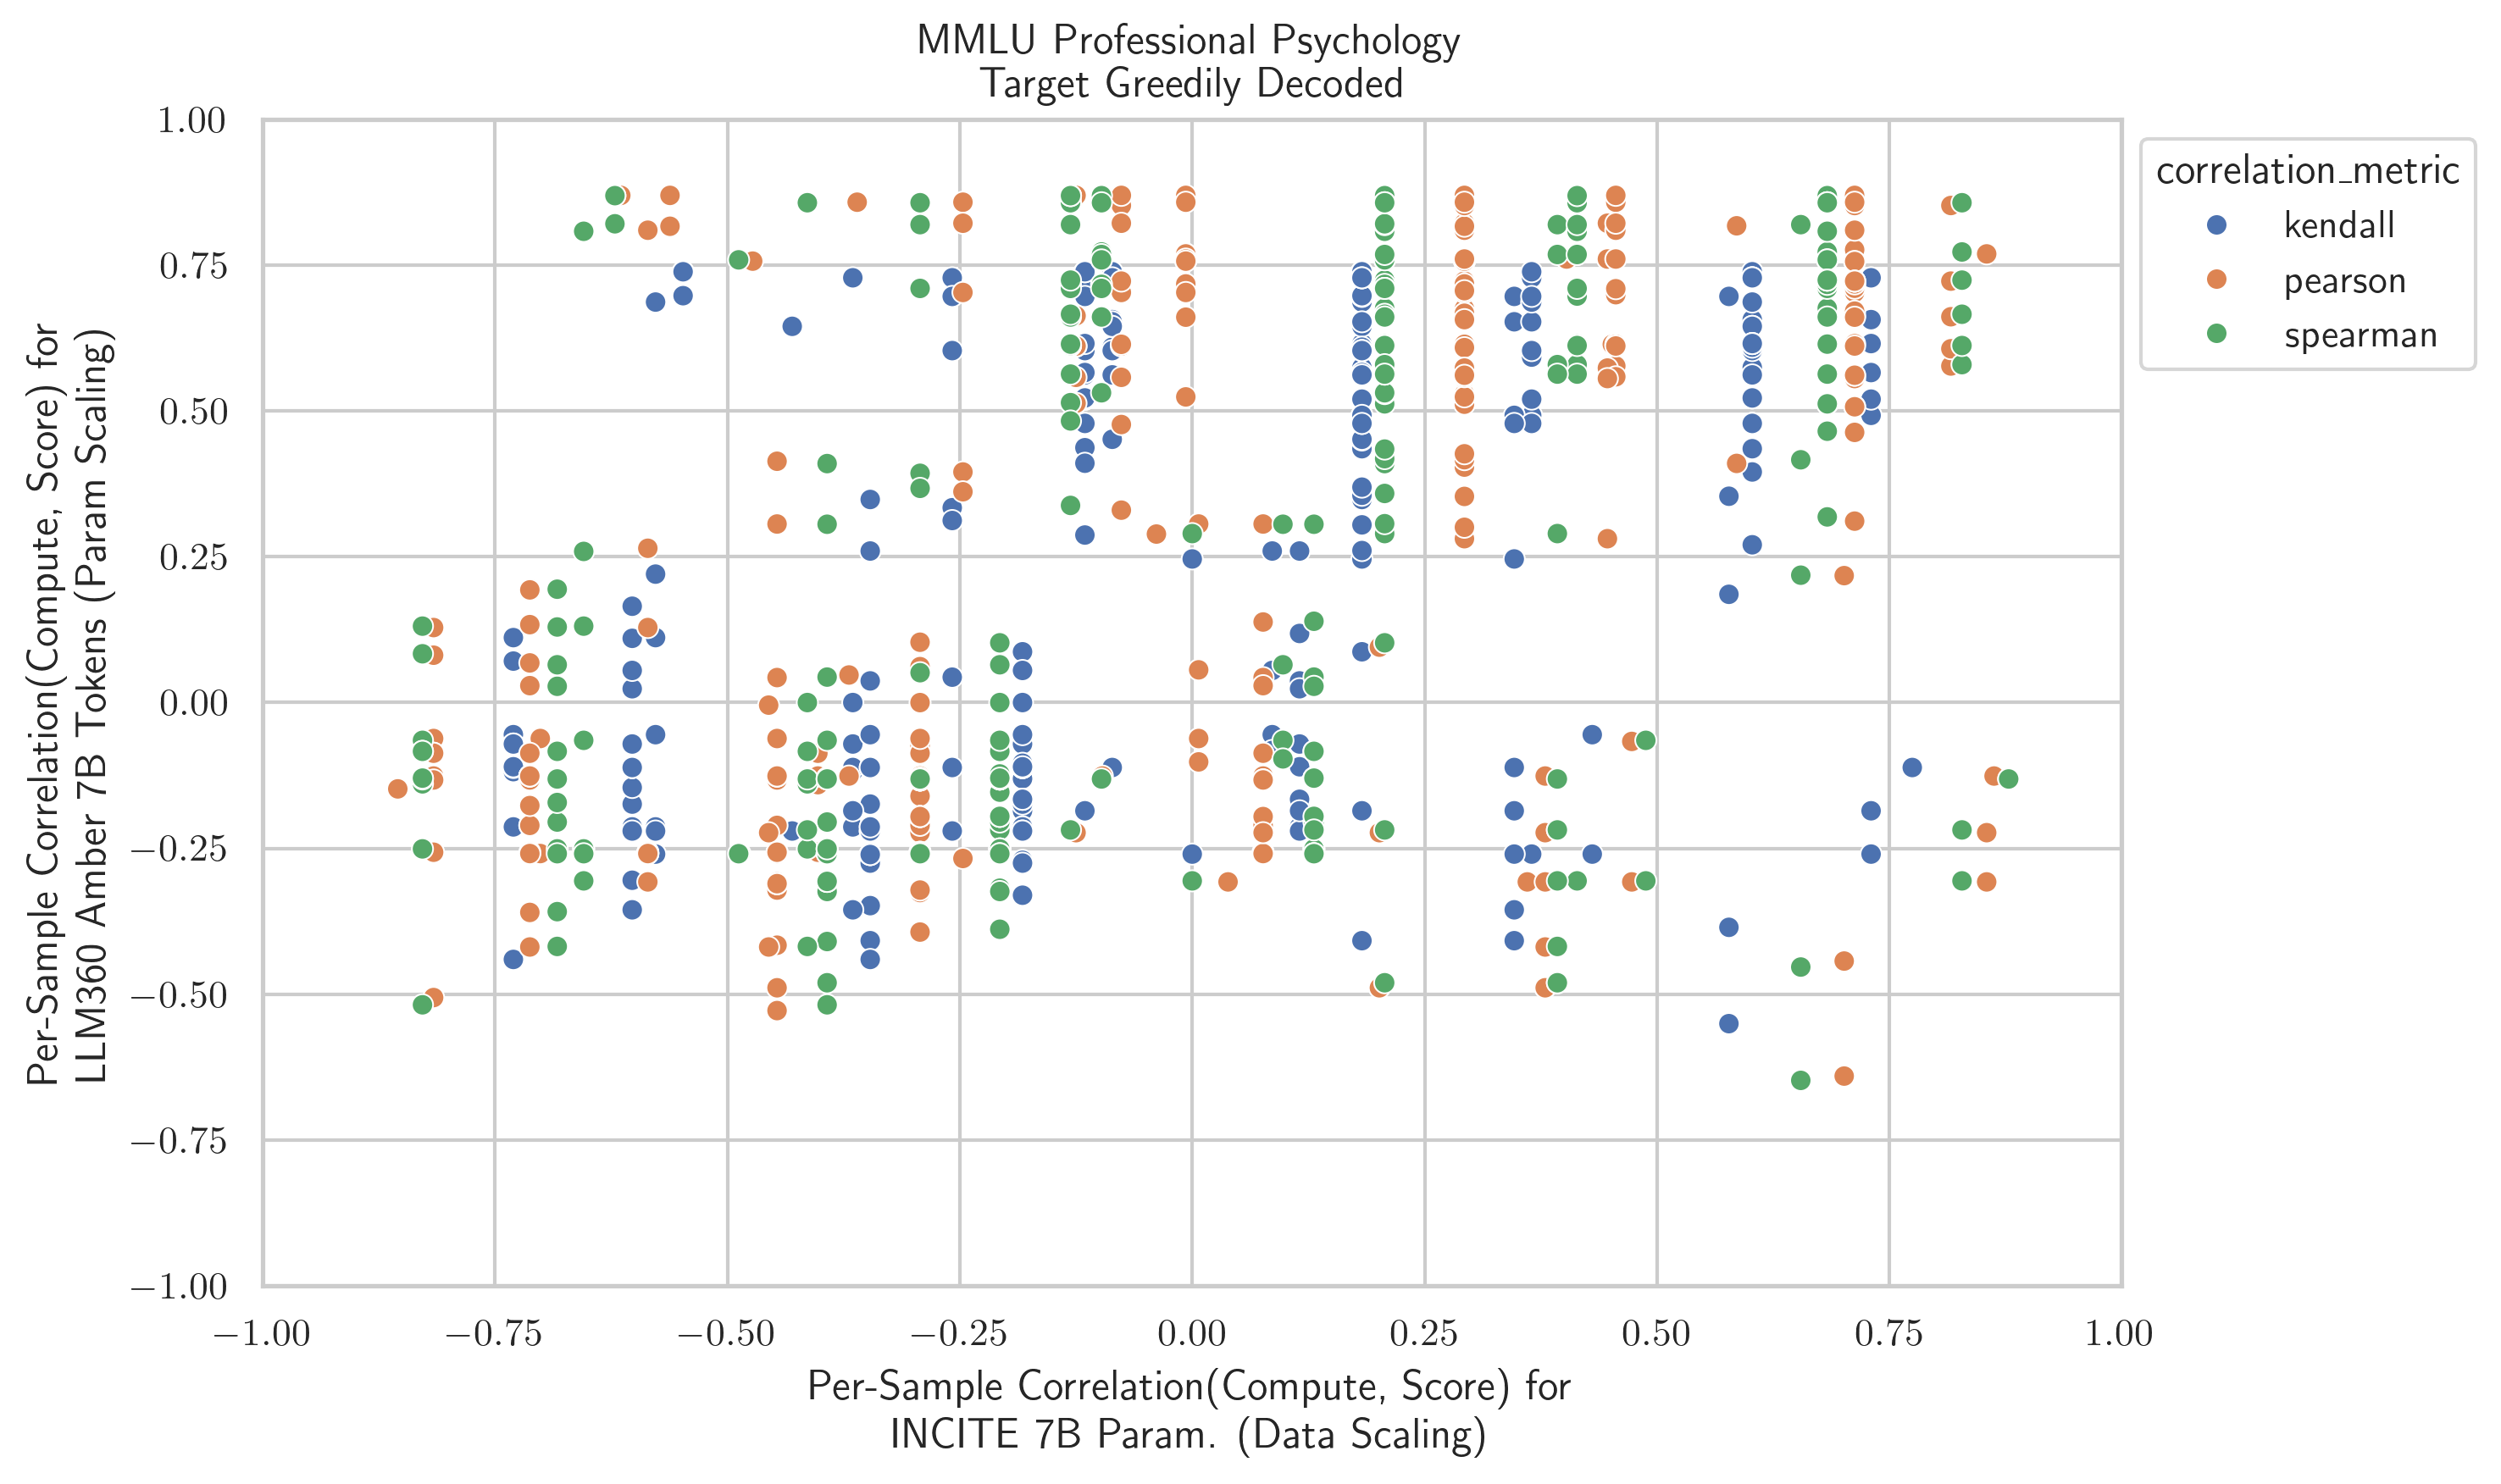 MMLU Professional Psychology
Target Greedily Decoded
Per-Sample Correlation(Compute, Score) for
LLM360 Amber 7B Tokens (Param Scaling)
1.00
0.75
0.50
0.25
0.00
−0.25
−0.50
−0.75
−1.00
−1.00 −0.75 −0.50 −0.25 0.00 0.25 0.50 0.75 1.00
Per-Sample Correlation(Compute, Score) for
INCITE 7B Param. (Data Scaling)
correlation_metric
kendall
pearson
spearman